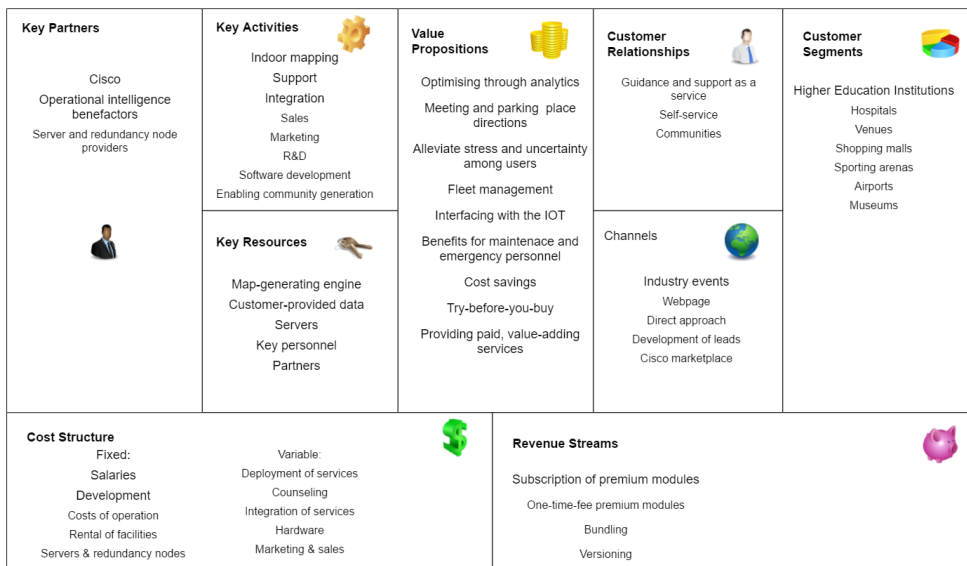 Key Partners
Cisco
Operational intelligence
benefactors
Server and redundancy node
providers
Key Activities
Indoor mapping
Support
Integration
Sales
Marketing
R&D
Software development
Enabling community generation
Key Resources
Map-generating engine
Customer-provided data
Servers
Key personnel
Partners
Value
Propositions
Optimising through analytics
Meeting and parking place
directions
Alleviate stress and uncertainty
among users
Fleet management
Interfacing with the IOT
Benefits for maintenace and
emergency personnel
Cost savings
Try-before-you-buy
Providing paid, value-adding
services
Customer
Relationships
Guidance and support as a
service
Self-service
Communities
Channels
Industry events
Webpage
Direct approach
Development of leads
Cisco marketplace
Customer
Segments
Higher Education Institutions
Hospitals
Venues
Shopping malls
Sporting arenas
Airports
Museums
Cost Structure
Fixed:
Salaries
Development
Costs of operation
Rental of facilities
Servers & redundancy nodes
Variable:
Deployment of services
Counseling
Integration of services
Hardware
Marketing & sales
Revenue Streams
Subscription of premium modules
One-time-fee premium modules
Bundling
Versioning